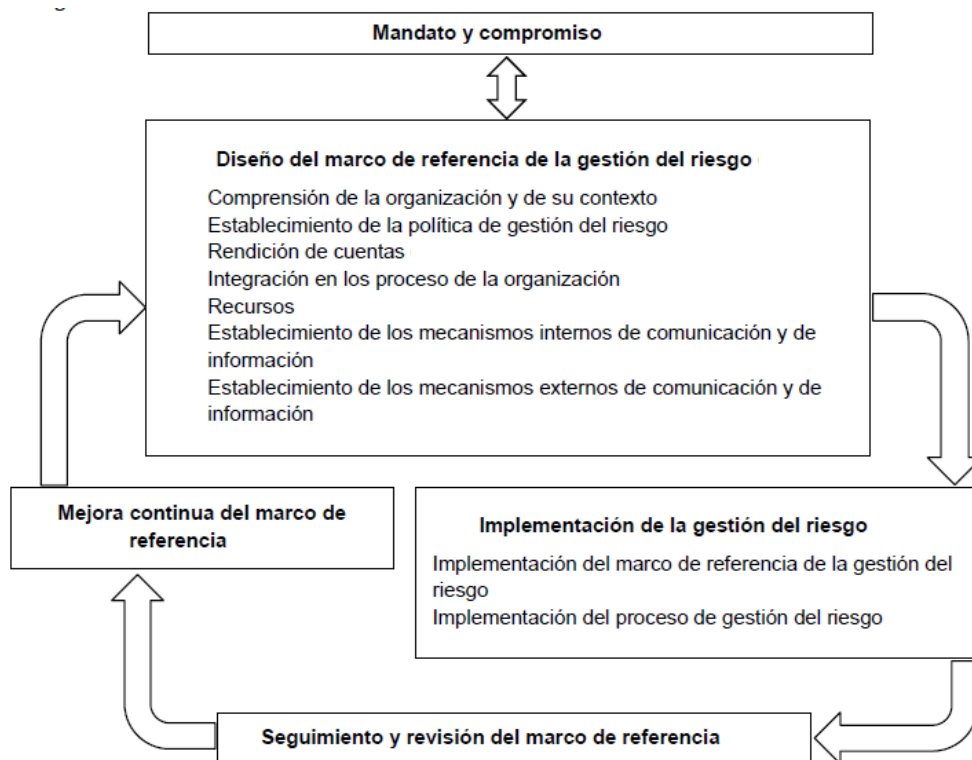 Mandato y compromiso
Diseño del marco de referencia de la gestión del riesgo
Comprensión de la organización y de su contexto
Establecimiento de la política de gestión del riesgo
Rendición de cuentas
Integración en los proceso de la organización
Recursos
Establecimiento de los mecanismos internos de comunicación y de
información
Establecimiento de los mecanismos externos de comunicación y de
información
Mejora continua del marco de
referencia
Implementación de la gestión del riesgo
Implementación del marco de referencia de la gestión del
riesgo
Implementación del proceso de gestión del riesgo
Seguimiento y revisión del marco de referencia